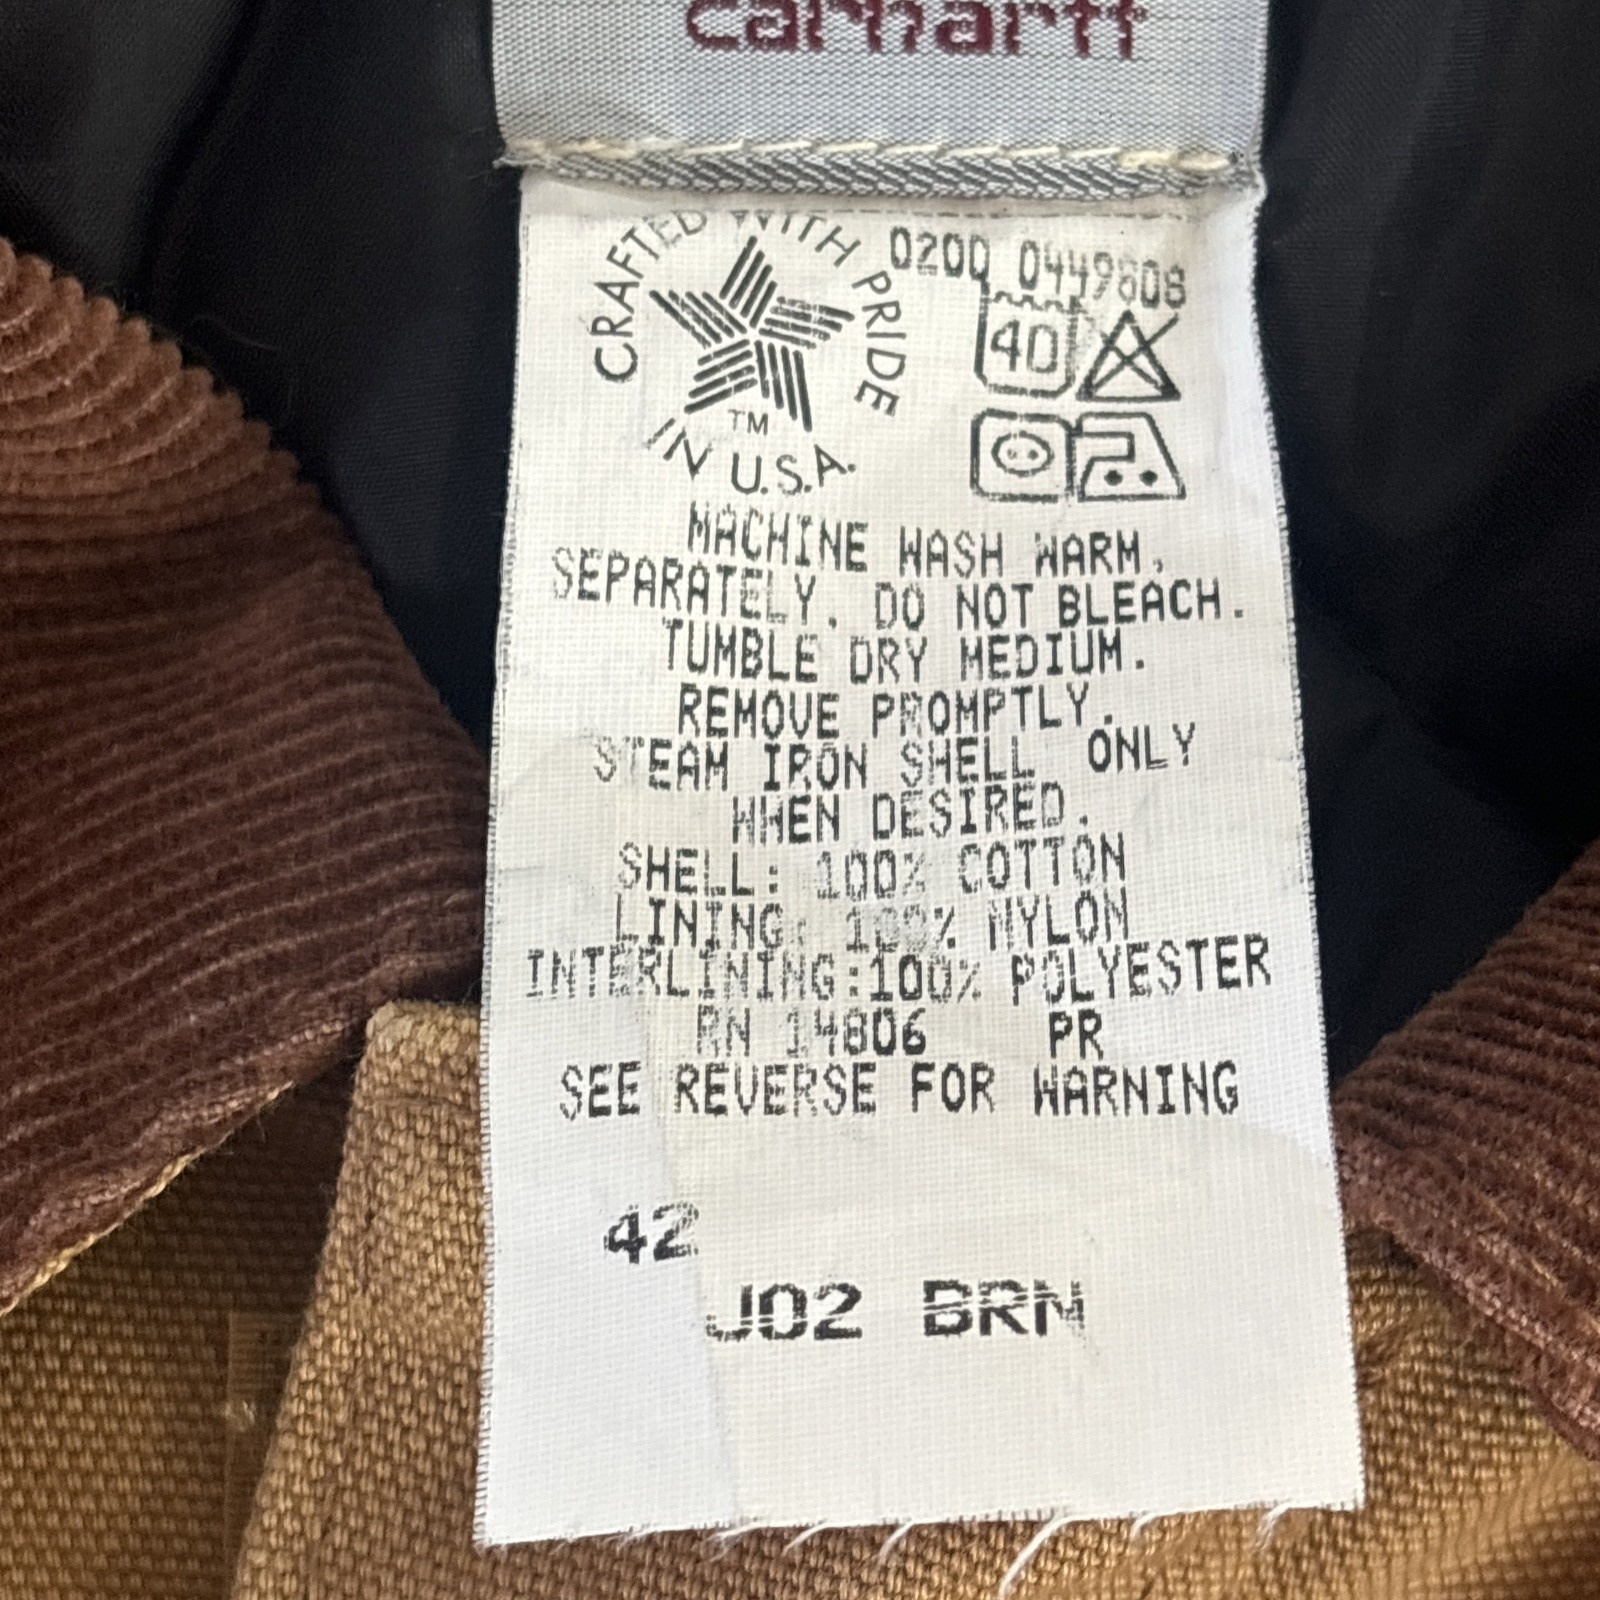 carhartt
CRAFTED WITH PRIDE
IN U.S.A.
TM
0200 0449608
40
MACHINE WASH WARM,
SEPARATELY. DO NOT BLEACH.
TUMBLE DRY MEDIUM.
REMOVE PROMPTLY.
STEAM IRON SHELL ONLY
WHEN DESIRED.
SHELL: 100% COTTON
LINING: 100% NYLON
INTERLINING:100% POLYESTER
RN 14806 PR
SEE REVERSE FOR WARNING
42
J02 BRN